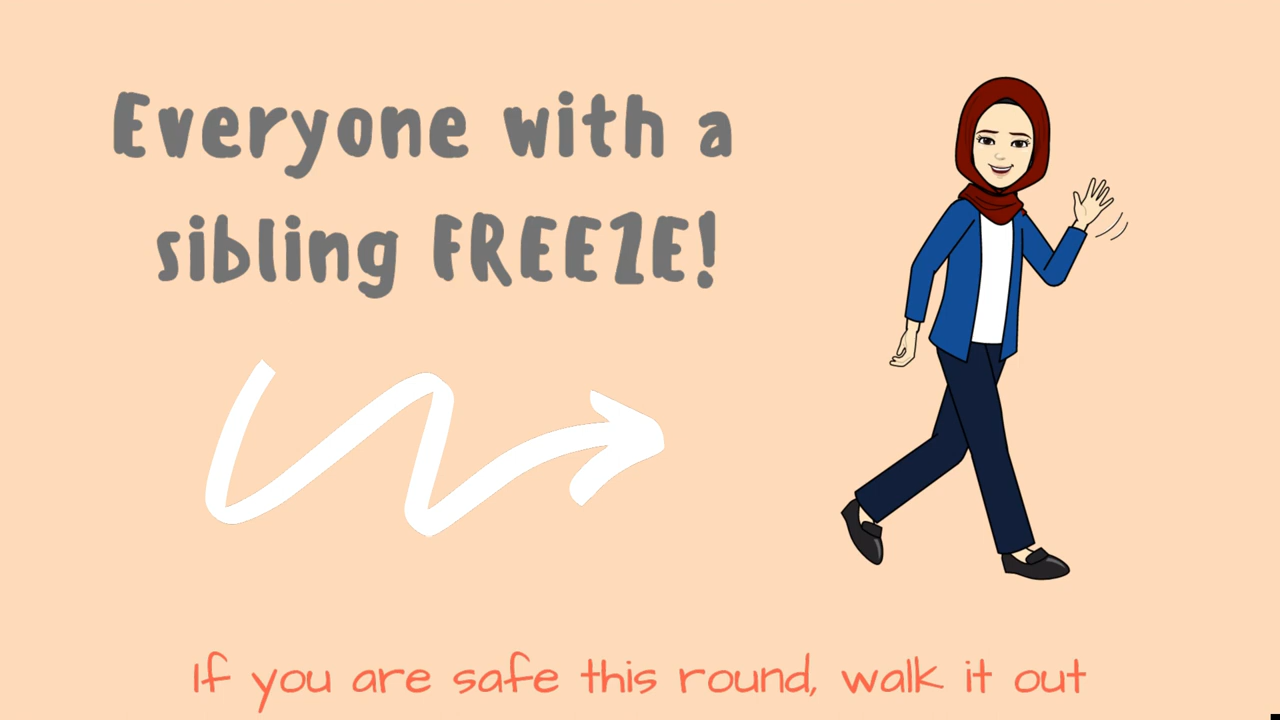 Everyone with a
sibling FREEZE!
If you are safe this round, walk it out